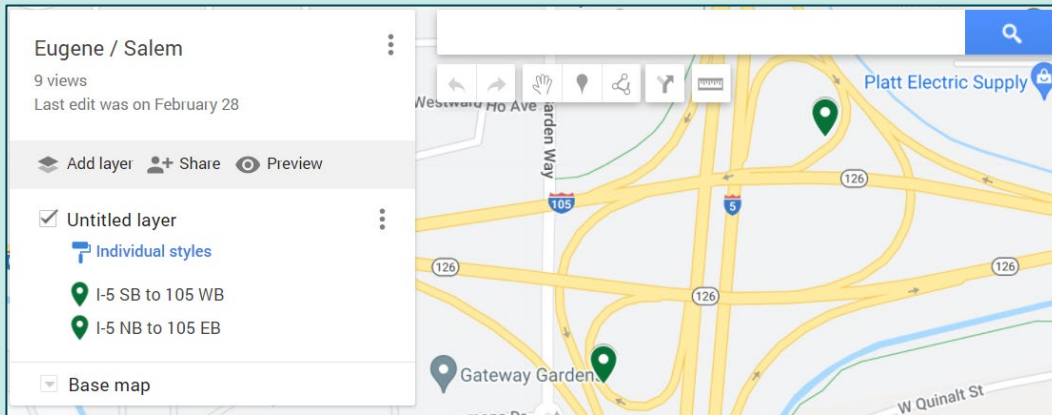 Eugene / Salem
9 views
Last edit was on February 28
Add layer
Share
Preview
Untitled layer
Individual styles
I-5 SB to 105 WB
I-5 NB to 105 EB
Base map
Platt Electric Supply
Westward Ho Ave
Garden Way
126
105
5
126
126
126
Gateway Gardens
W Quinalt St